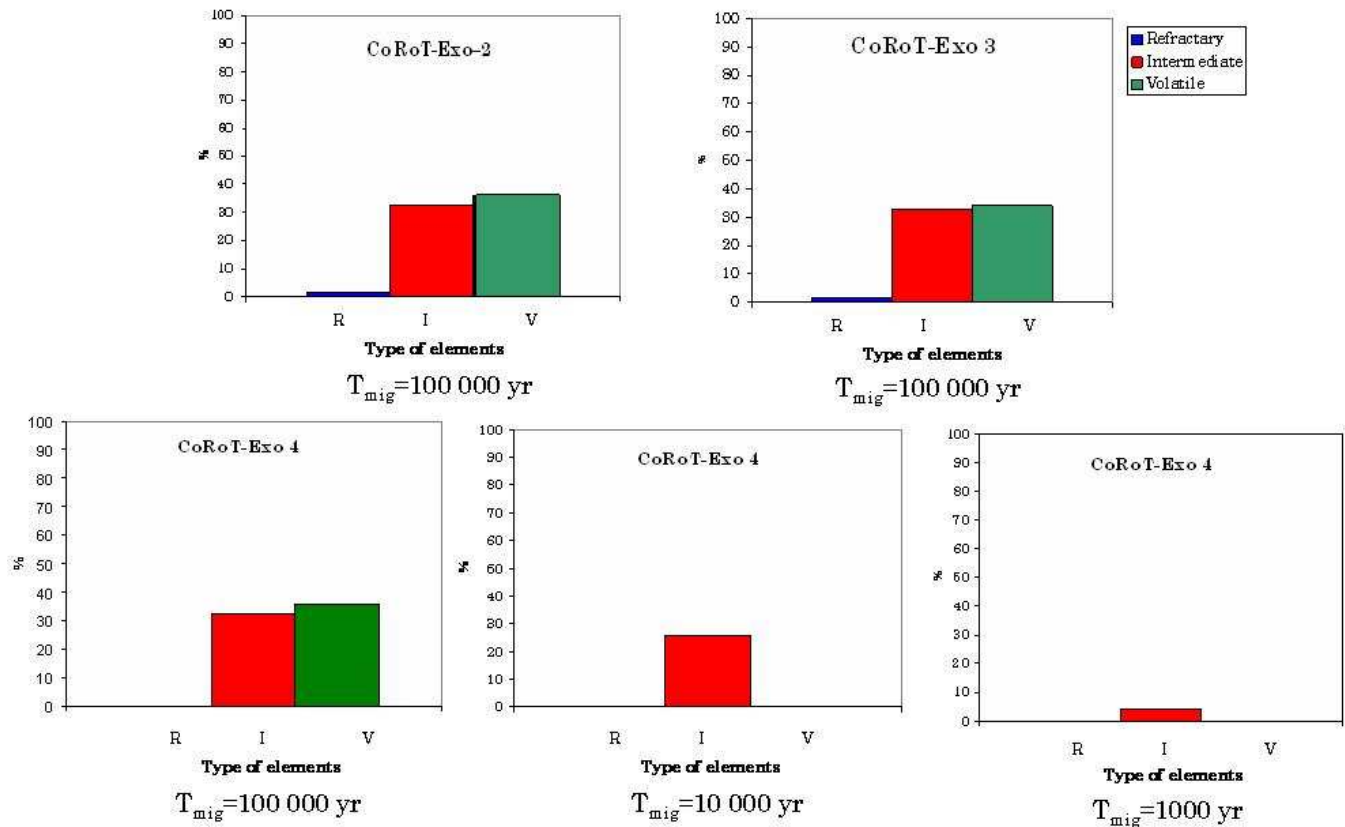 CoRoT-Exo-2
100
90
80
70
60
50
40
30
20
10
0
%
R I V
Type of elements
T_mig=100 000 yr
CoRoT-Exo 3
100
90
80
70
60
50
40
30
20
10
0
%
R I V
Type of elements
T_mig=100 000 yr
Refractary
Intermediate
Volatile
CoRoT-Exo 4
100
90
80
70
60
50
40
30
20
10
0
%
R I V
Type of elements
T_mig=100 000 yr
CoRoT-Exo 4
100
90
80
70
60
50
40
30
20
10
0
%
R I V
Type of elements
T_mig=10 000 yr
CoRoT-Exo 4
100
90
80
70
60
50
40
30
20
10
0
%
R I V
Type of elements
T_mig=1000 yr